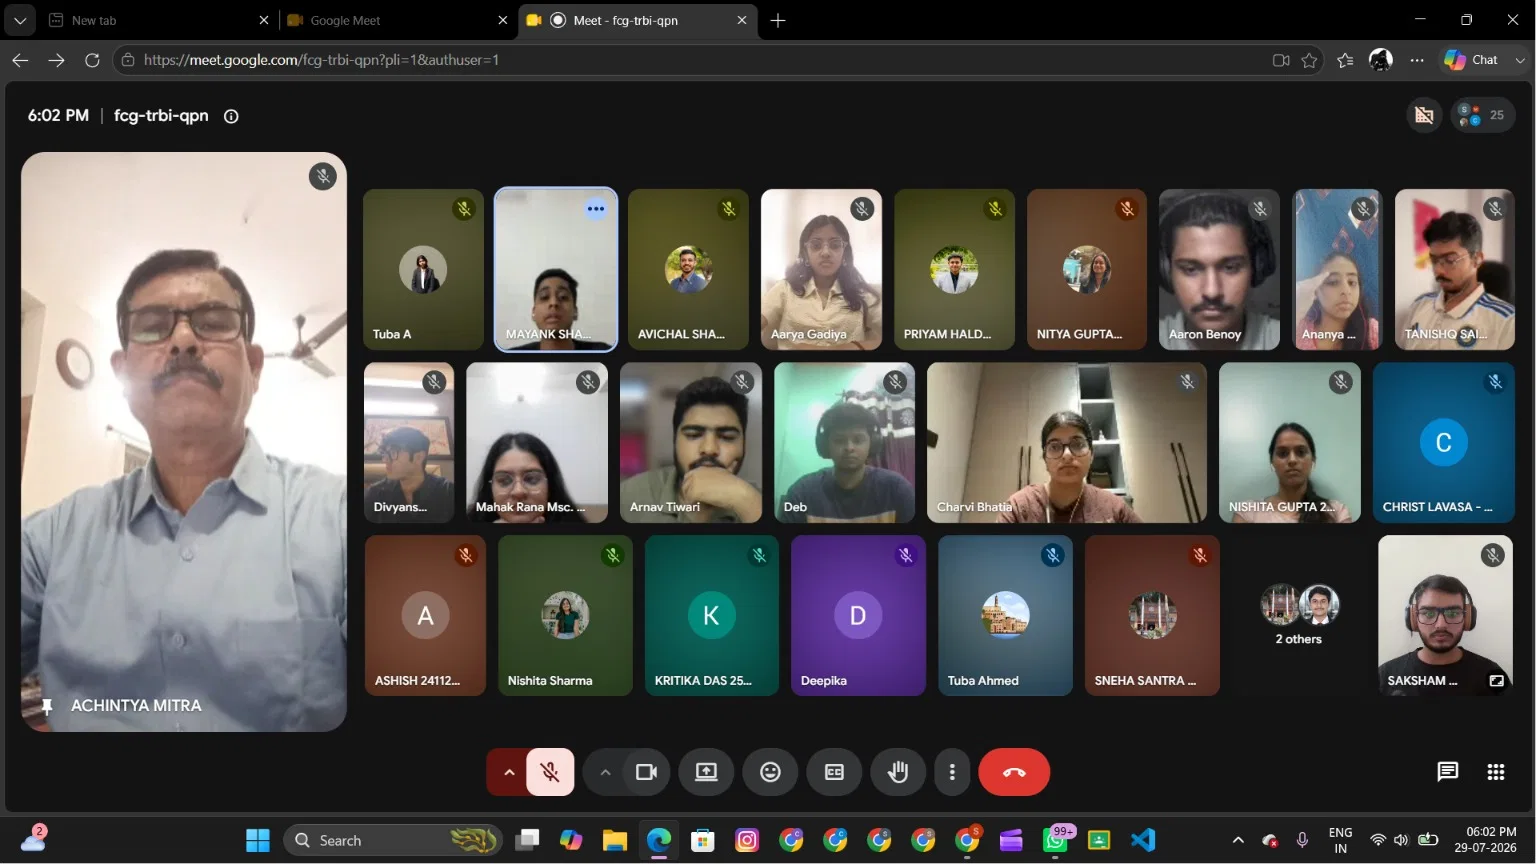 New tab
Google Meet
Meet - fcg-trbi-qpn
https://meet.google.com/fcg-trbi-qpn?pli=1&authuser=1
Chat
6:02 PM | fcg-trbi-qpn
25
Tuba A
MAYANK SHA...
AVICHAL SHA...
Aarya Gadiya
PRIYAM HALD...
NITYA GUPTA...
Aaron Benoy
Ananya ...
TANISHQ SAI...
Divyans...
Mahak Rana Msc. ...
Arnav Tiwari
Deb
Charvi Bhatia
NISHITA GUPTA 2...
C
CHRIST LAVASA - ...
A
ASHISH 24112...
Nishita Sharma
K
KRITIKA DAS 25...
D
Deepika
Tuba Ahmed
SNEHA SANTRA ...
2 others
SAKSHAM ...
ACHINTYA MITRA
2
Search
99+
ENG
IN
06:02 PM
29-07-2026